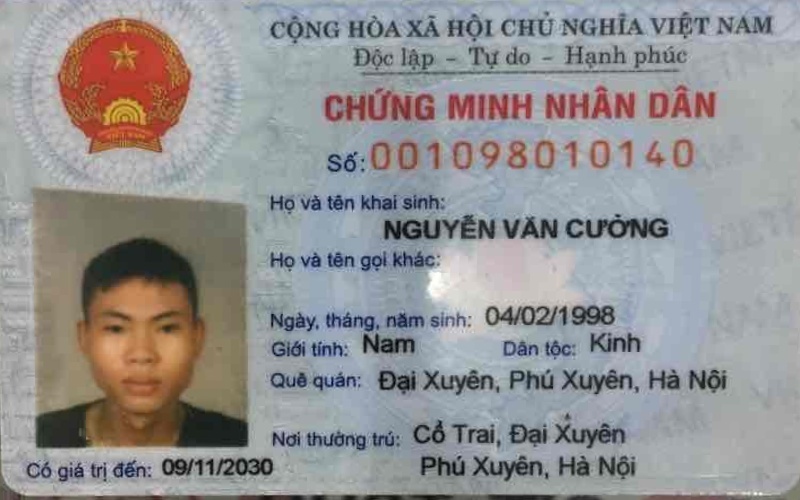 CỘNG HÒA XÃ HỘI CHỦ NGHĨA VIỆT NAM
Độc lập - Tự do - Hạnh phúc
CHỨNG MINH NHÂN DÂN
Số: 001098010140
Họ và tên khai sinh:
NGUYỄN VĂN CƯỜNG
Họ và tên gọi khác:
Ngày, tháng, năm sinh: 04/02/1998
Giới tính: Nam Dân tộc: Kinh
Quê quán: Đại Xuyên, Phú Xuyên, Hà Nội
Nơi thường trú: Cổ Trai, Đại Xuyên
Phú Xuyên, Hà Nội
Có giá trị đến: 09/11/2030